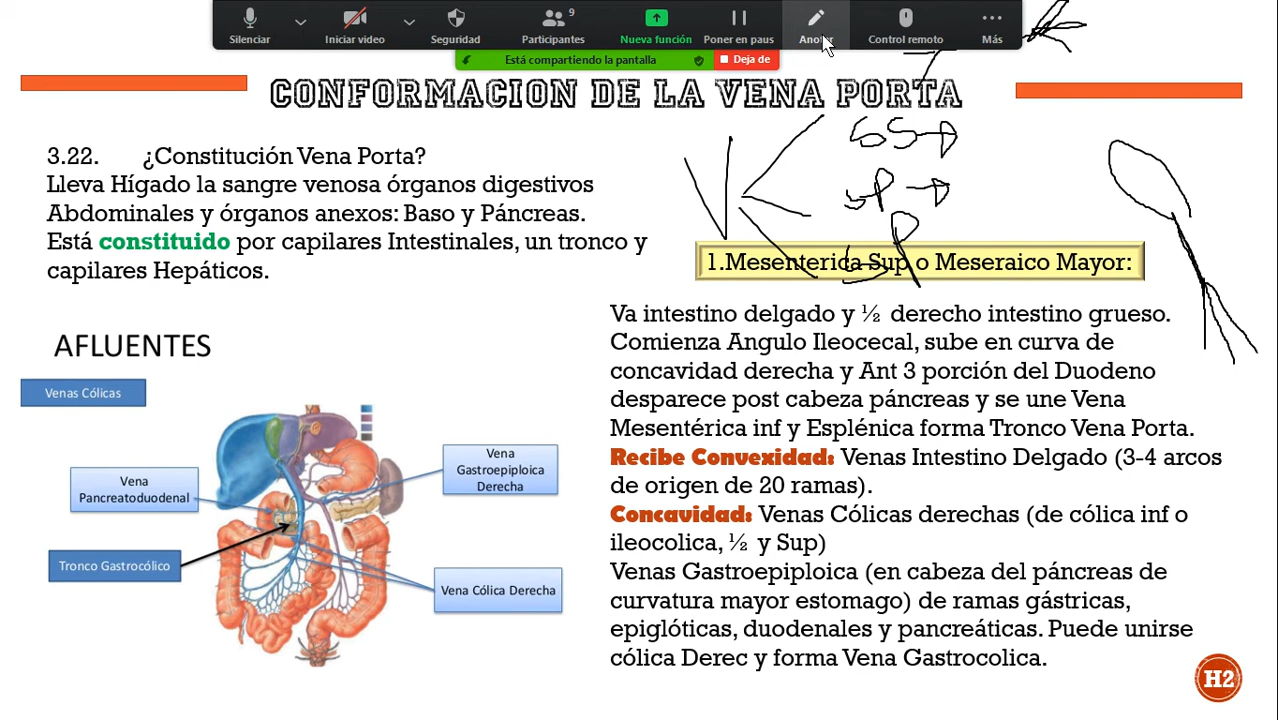 Silenciar
Iniciar video
Seguridad
9
Participantes
Nueva función
Poner en paus
Anotar
Control remoto
Más
Está compartiendo la pantalla
Deja de
CONFORMACION DE LA VENA PORTA
3.22. ¿Constitución Vena Porta?
Lleva Hígado la sangre venosa órganos digestivos
Abdominales y órganos anexos: Baso y Páncreas.
Está constituido por capilares Intestinales, un tronco y
capilares Hepáticos.
AFLUENTES
Venas Cólicas
Vena
Pancreatoduodenal
Tronco Gastrocólico
Vena
Gastroepiploica
Derecha
Vena Cólica Derecha
1.Mesenterica Sup o Meseraico Mayor:
Va intestino delgado y ½ derecho intestino grueso.
Comienza Angulo Ileocecal, sube en curva de
concavidad derecha y Ant 3 porción del Duodeno
desparece post cabeza páncreas y se une Vena
Mesentérica inf y Esplénica forma Tronco Vena Porta.
Recibe Convexidad: Venas Intestino Delgado (3-4 arcos
de origen de 20 ramas).
Concavidad: Venas Cólicas derechas (de cólica inf o
ileocolica, ½ y Sup)
Venas Gastroepiploica (en cabeza del páncreas de
curvatura mayor estomago) de ramas gástricas,
epiglóticas, duodenales y pancreáticas. Puede unirse
cólica Derec y forma Vena Gastrocolica.
H2